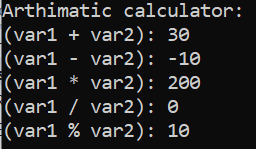 Arthimatic calculator:
(var1 + var2): 30
(var1 - var2): -10
(var1 * var2): 200
(var1 / var2): 0
(var1 % var2): 10